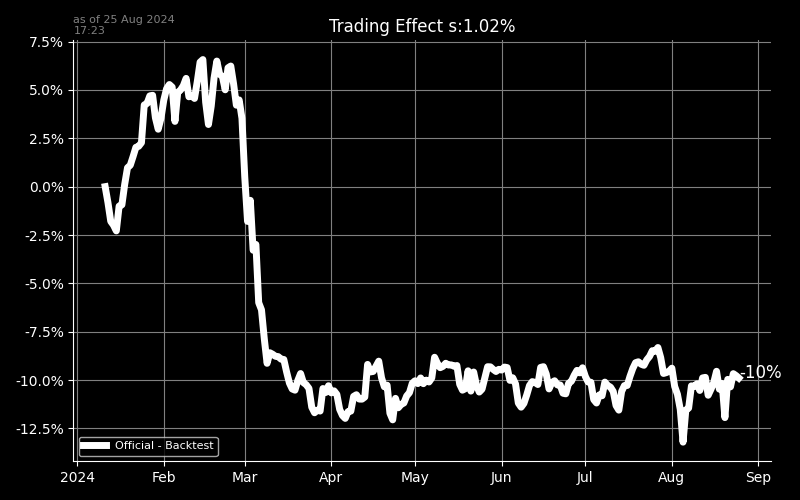 as of 25 Aug 2024
17:23
Trading Effect s:1.02%
7.5%
5.0%
2.5%
0.0%
-2.5%
-5.0%
-7.5%
-10.0%
-12.5%
-10%
Official - Backtest
2024 Feb Mar Apr May Jun Jul Aug Sep